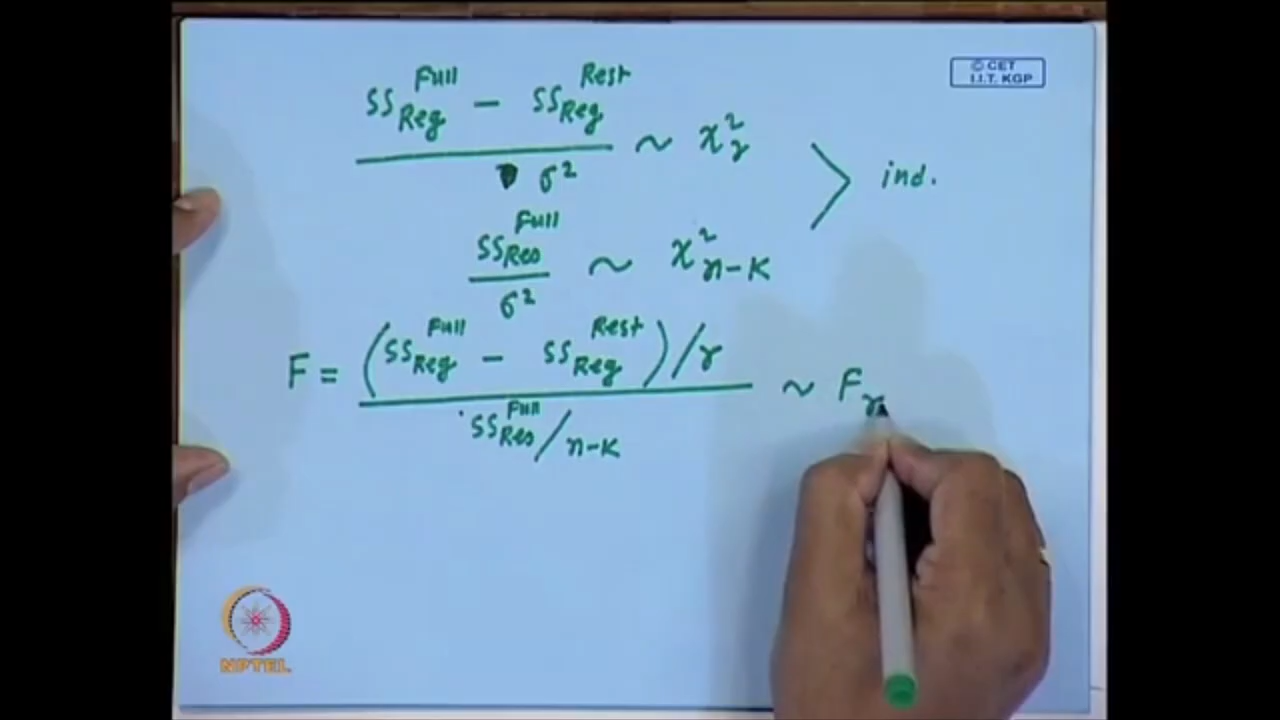 © CET
I.I.T. KGP
SS_Reg^Full − SS_Reg^Rest
σ² ~ χ²_r
ind.
SS_Res^Full
σ² ~ χ²_{n-K}
F = (SS_Reg^Full − SS_Reg^Rest)/r
SS_Res^Full/n-K ~ F_r
NPTEL